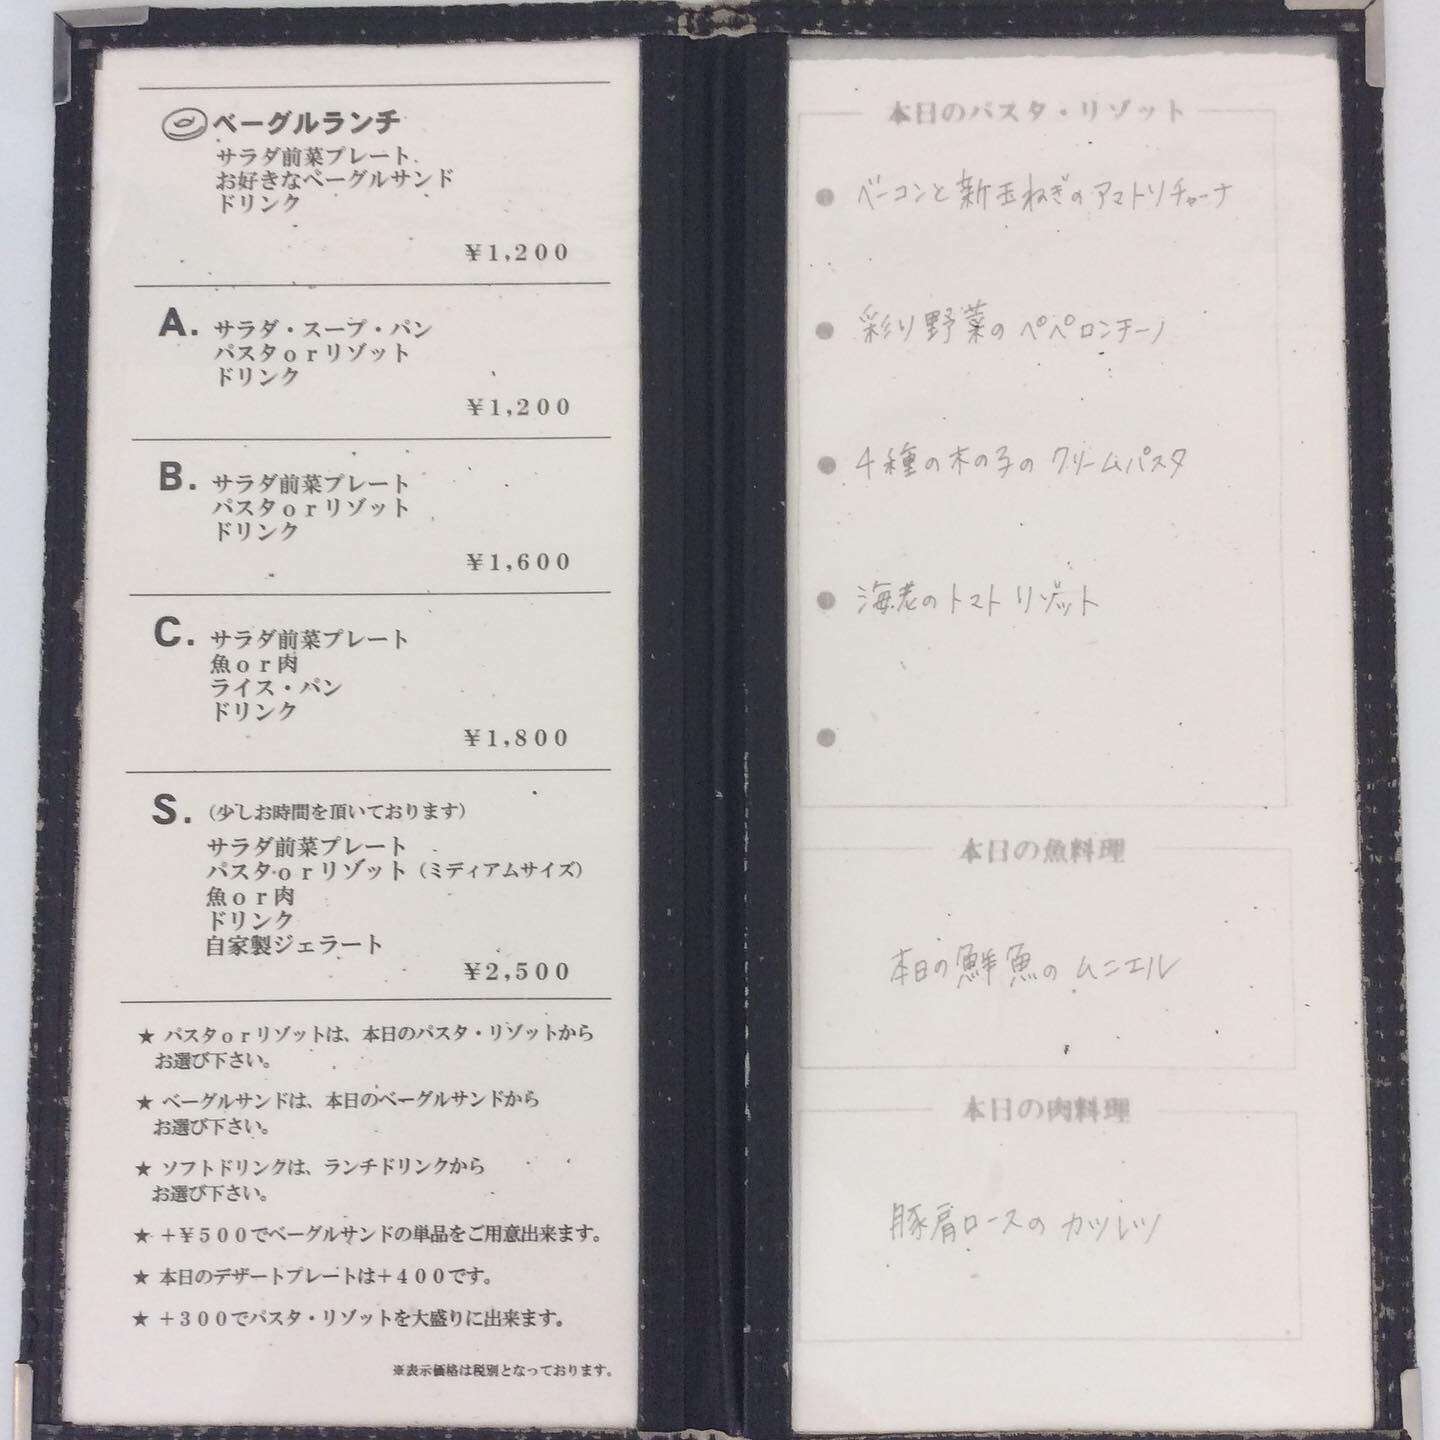 ベーグルランチ
サラダ前菜プレート
お好きなベーグルサンド
ドリンク
￥1,200
A. サラダ・スープ・パン
パスタｏｒリゾット
ドリンク
￥1,200
B. サラダ前菜プレート
パスタｏｒリゾット
ドリンク
￥1,600
C. サラダ前菜プレート
魚ｏｒ肉
ライス・パン
ドリンク
￥1,800
S. （少しお時間を頂いております）
サラダ前菜プレート
パスタｏｒリゾット（ミディアムサイズ）
魚ｏｒ肉
ドリンク
自家製ジェラート
￥2,500
★ パスタｏｒリゾットは、本日のパスタ・リゾットから
お選び下さい。
★ ベーグルサンドは、本日のベーグルサンドから
お選び下さい。
★ ソフトドリンクは、ランチドリンクから
お選び下さい。
★ ＋￥５００でベーグルサンドの単品をご用意出来ます。
★ 本日のデザートプレートは＋４００です。
★ ＋３００でパスタ・リゾットを大盛りに出来ます。
※表示価格は税別となっております。
本日のパスタ・リゾット
● ベーコンと新玉ねぎのアマトリチャーナ
● 彩り野菜のペペロンチーノ
● 4種の木の子のクリームパスタ
● 海老のトマトリゾット
●
本日の魚料理
本日の鮮魚のムニエル
本日の肉料理
豚肩ロースのカツレツ